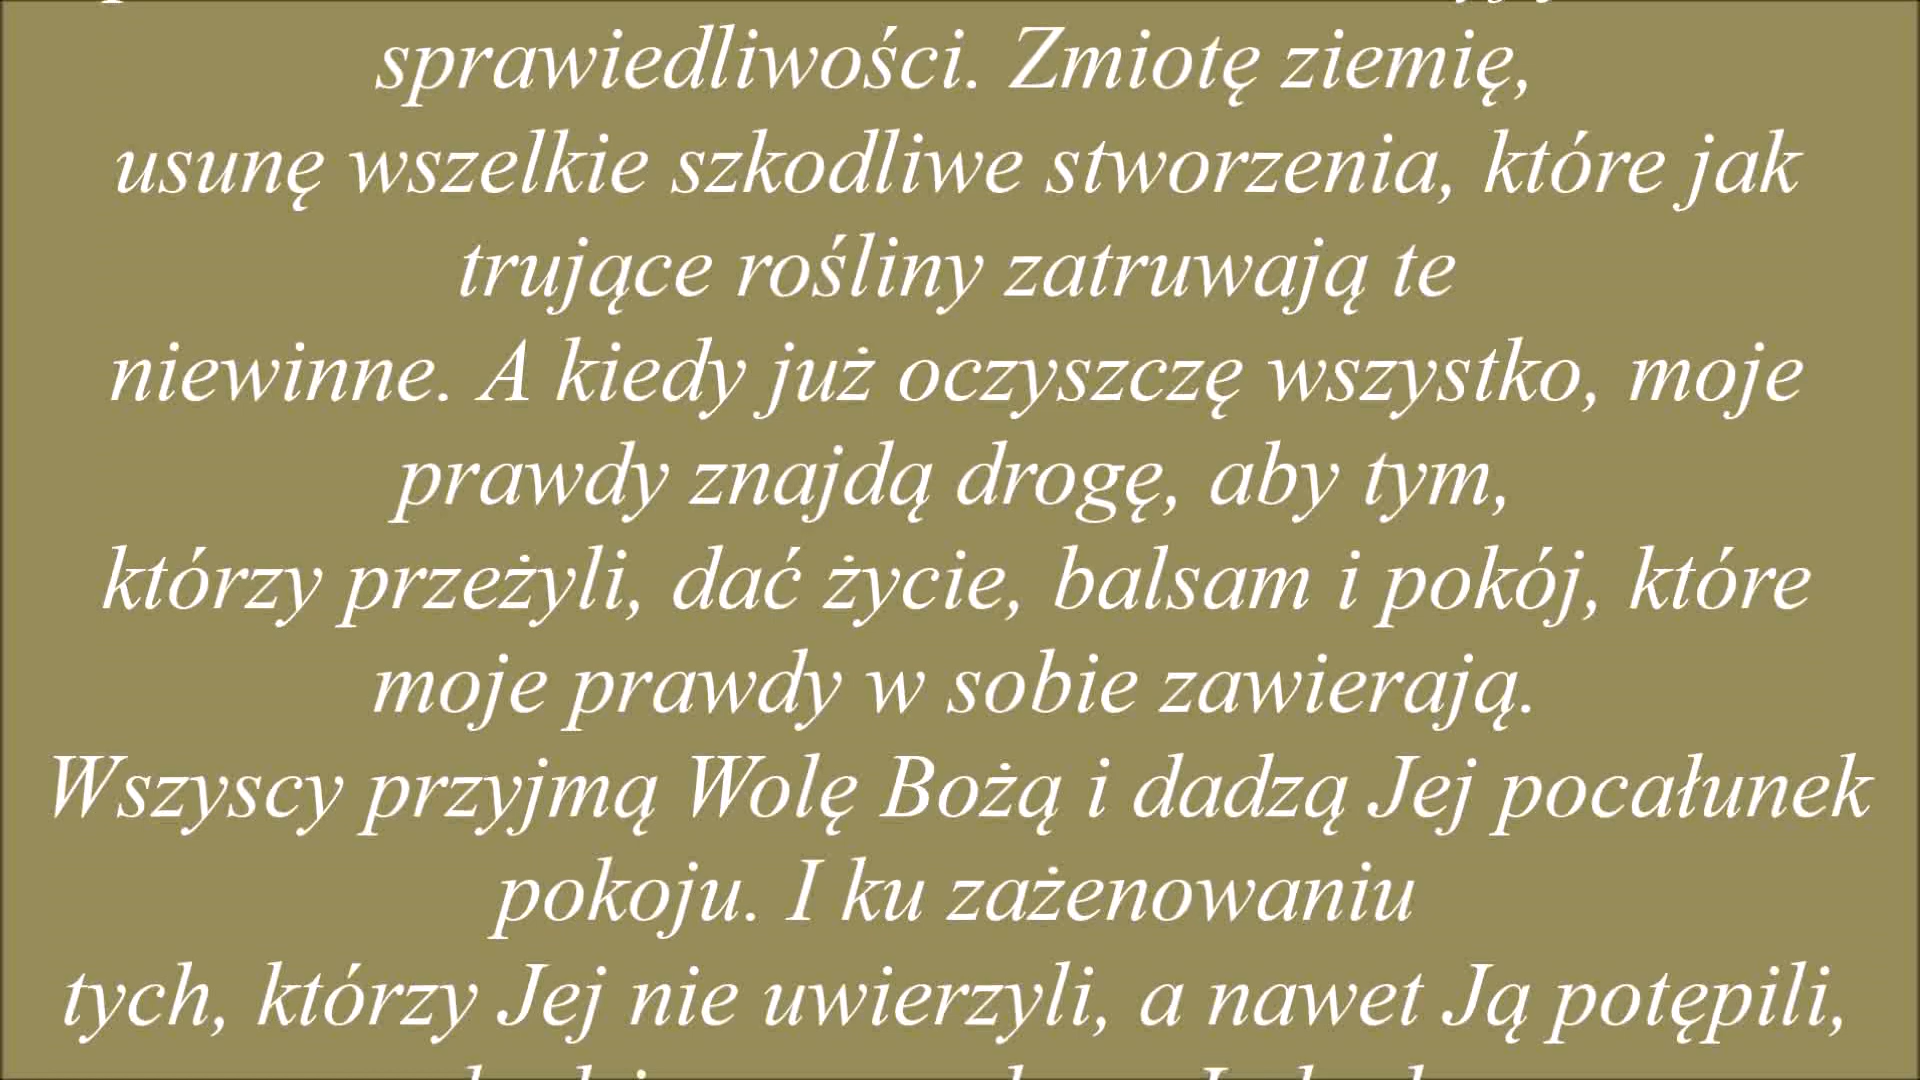 sprawiedliwości. Zmiotę ziemię,
usunę wszelkie szkodliwe stworzenia, które jak
trujące rośliny zatruwają te
niewinne. A kiedy już oczyszczę wszystko, moje
prawdy znajdą drogę, aby tym,
którzy przeżyli, dać życie, balsam i pokój, które
moje prawdy w sobie zawierają.
Wszyscy przyjmą Wolę Bożą i dadzą Jej pocałunek
pokoju. I ku zażenowaniu
tych, którzy Jej nie uwierzyli, a nawet Ją potępili,